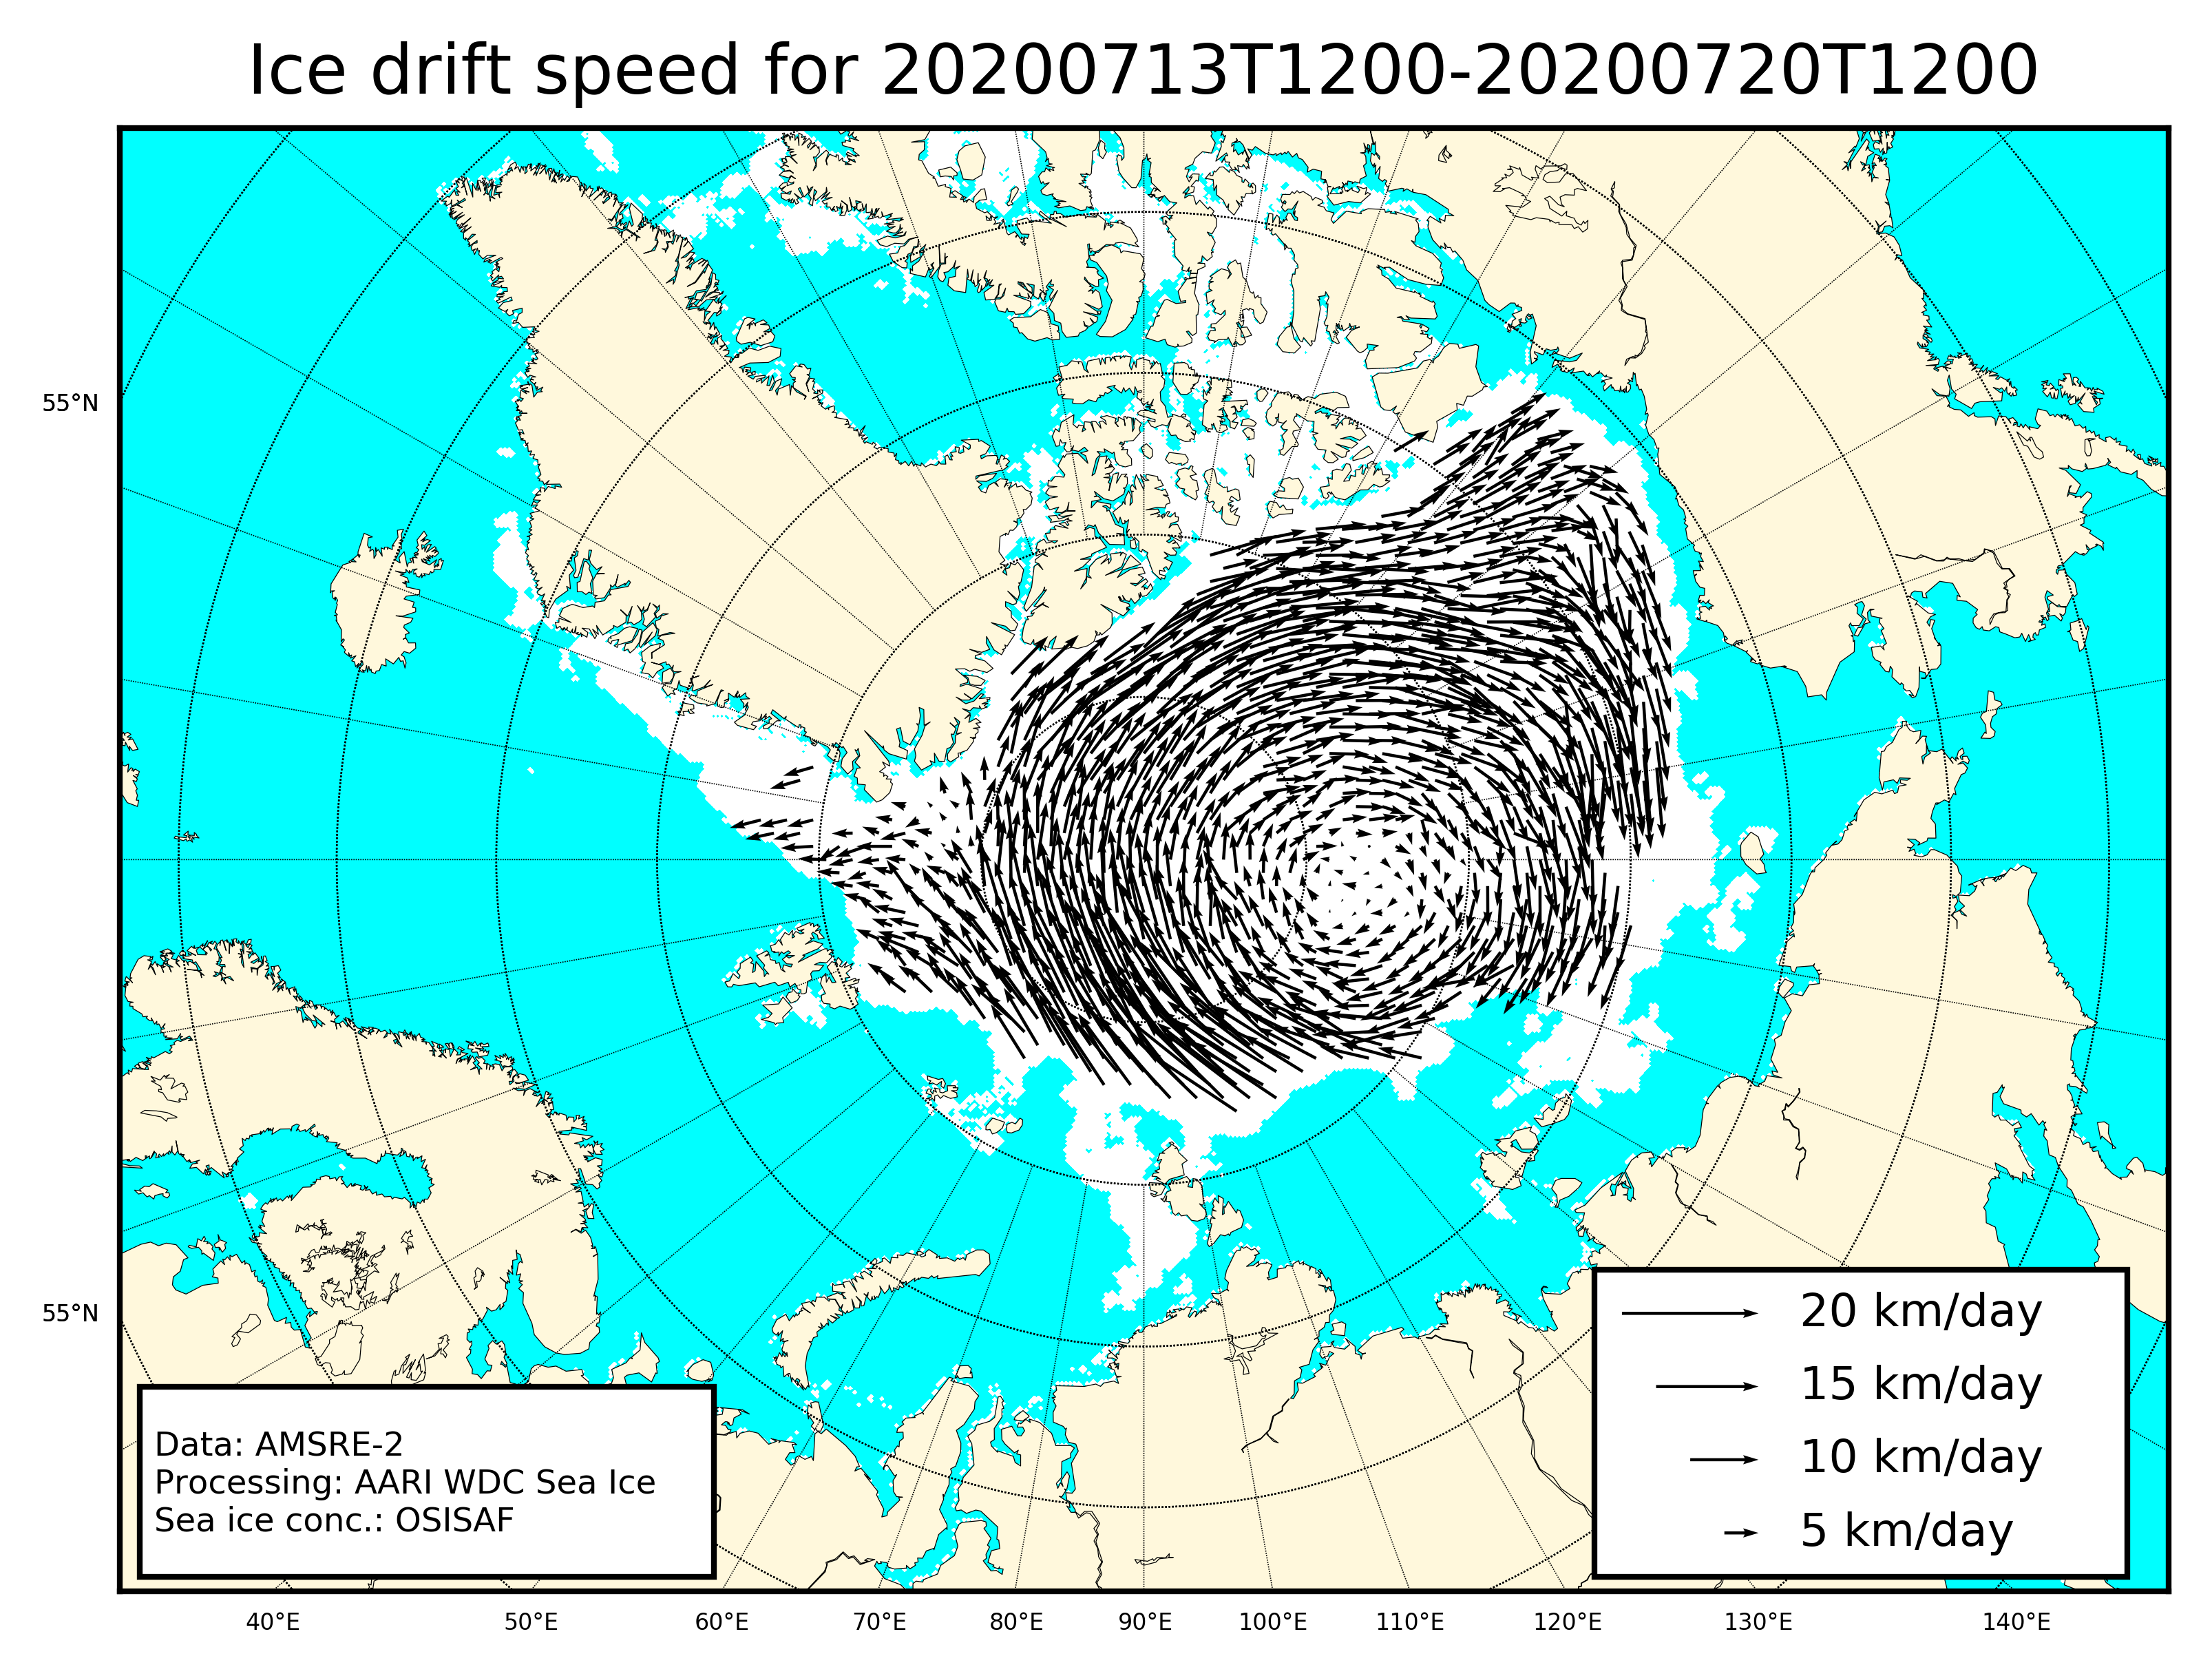 Ice drift speed for 20200713T1200-20200720T1200
55°N
55°N
20 km/day
15 km/day
10 km/day
5 km/day
Data: AMSRE-2
Processing: AARI WDC Sea Ice
Sea ice conc.: OSISAF
40°E 50°E 60°E 70°E 80°E 90°E 100°E 110°E 120°E 130°E 140°E